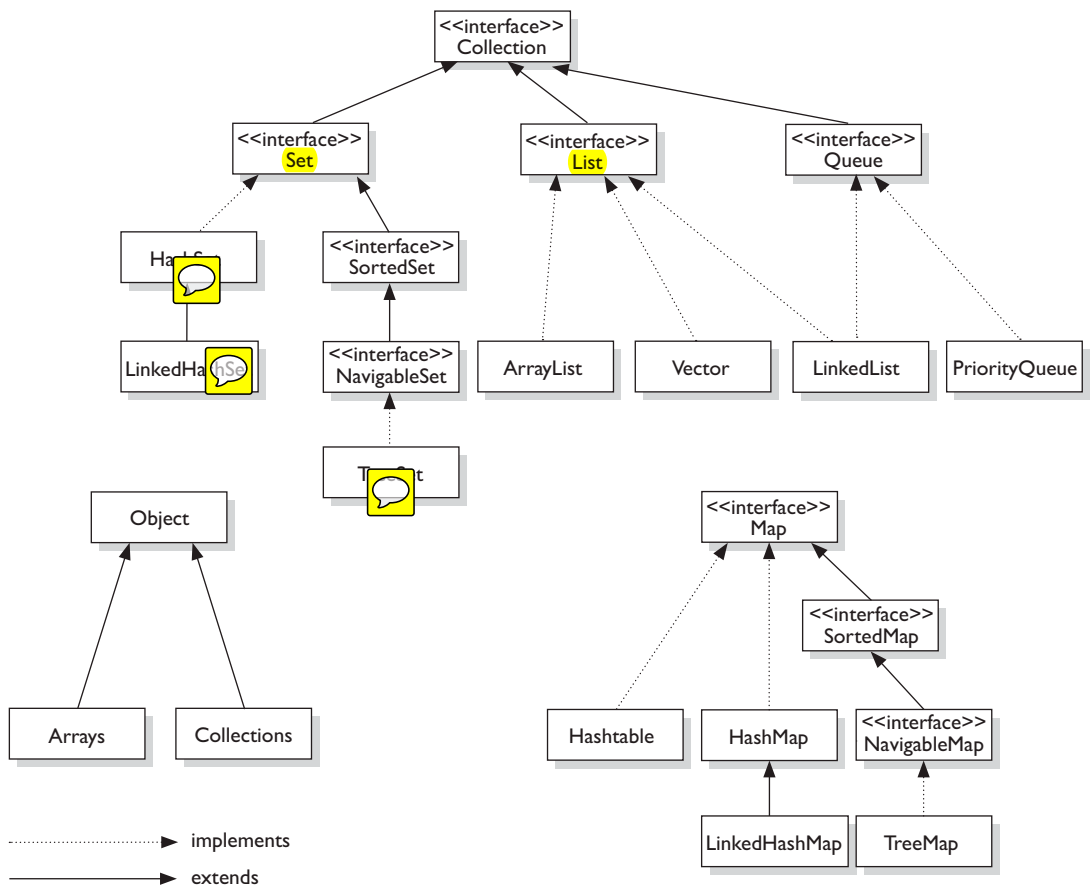 <<interface>>
Collection
<<interface>>
Set
<<interface>>
List
<<interface>>
Queue
<<interface>>
SortedSet
<<interface>>
NavigableSet
ArrayList
Vector
LinkedList
PriorityQueue
Object
<<interface>>
Map
<<interface>>
SortedMap
Arrays
Collections
Hashtable
HashMap
<<interface>>
NavigableMap
LinkedHashMap
TreeMap
implements
extends